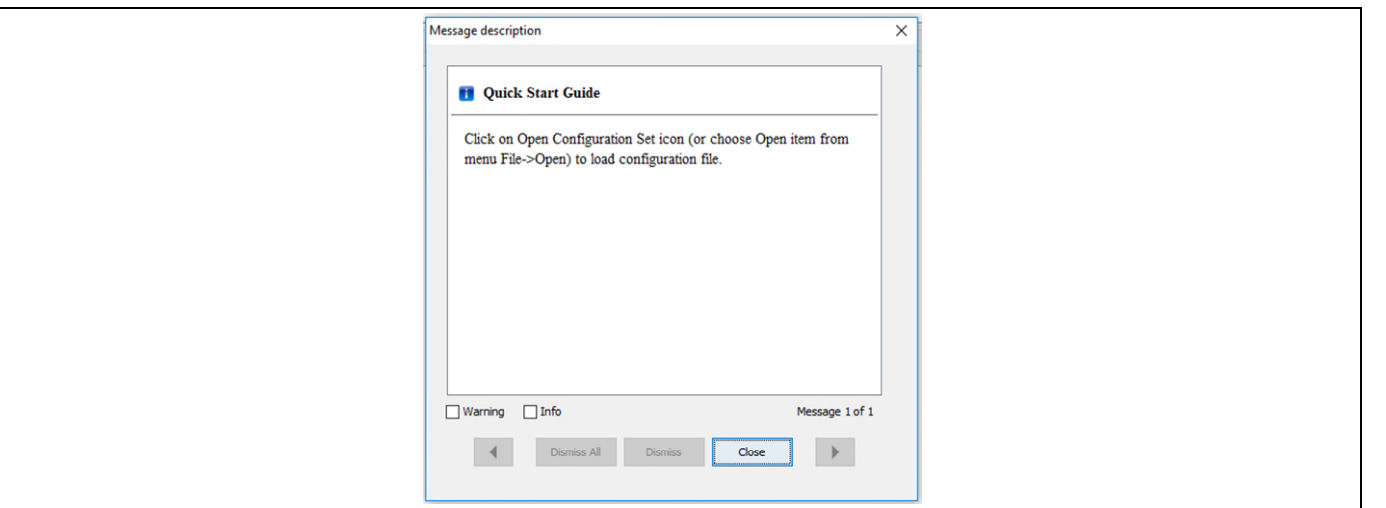 Message description
Quick Start Guide
Click on Open Configuration Set icon (or choose Open item from
menu File->Open) to load configuration file.
Warning Info Message 1 of 1
Dismiss All Dismiss Close